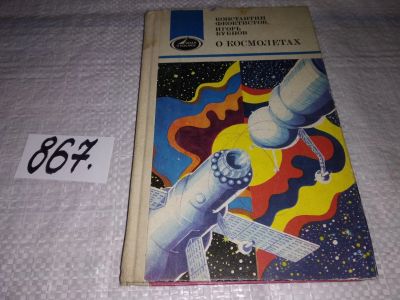 КОНСТАНТИН
ФЕОКТИСТОВ,
ИГОРЬ
БУБНОВ
О КОСМОЛЕТАХ
867.